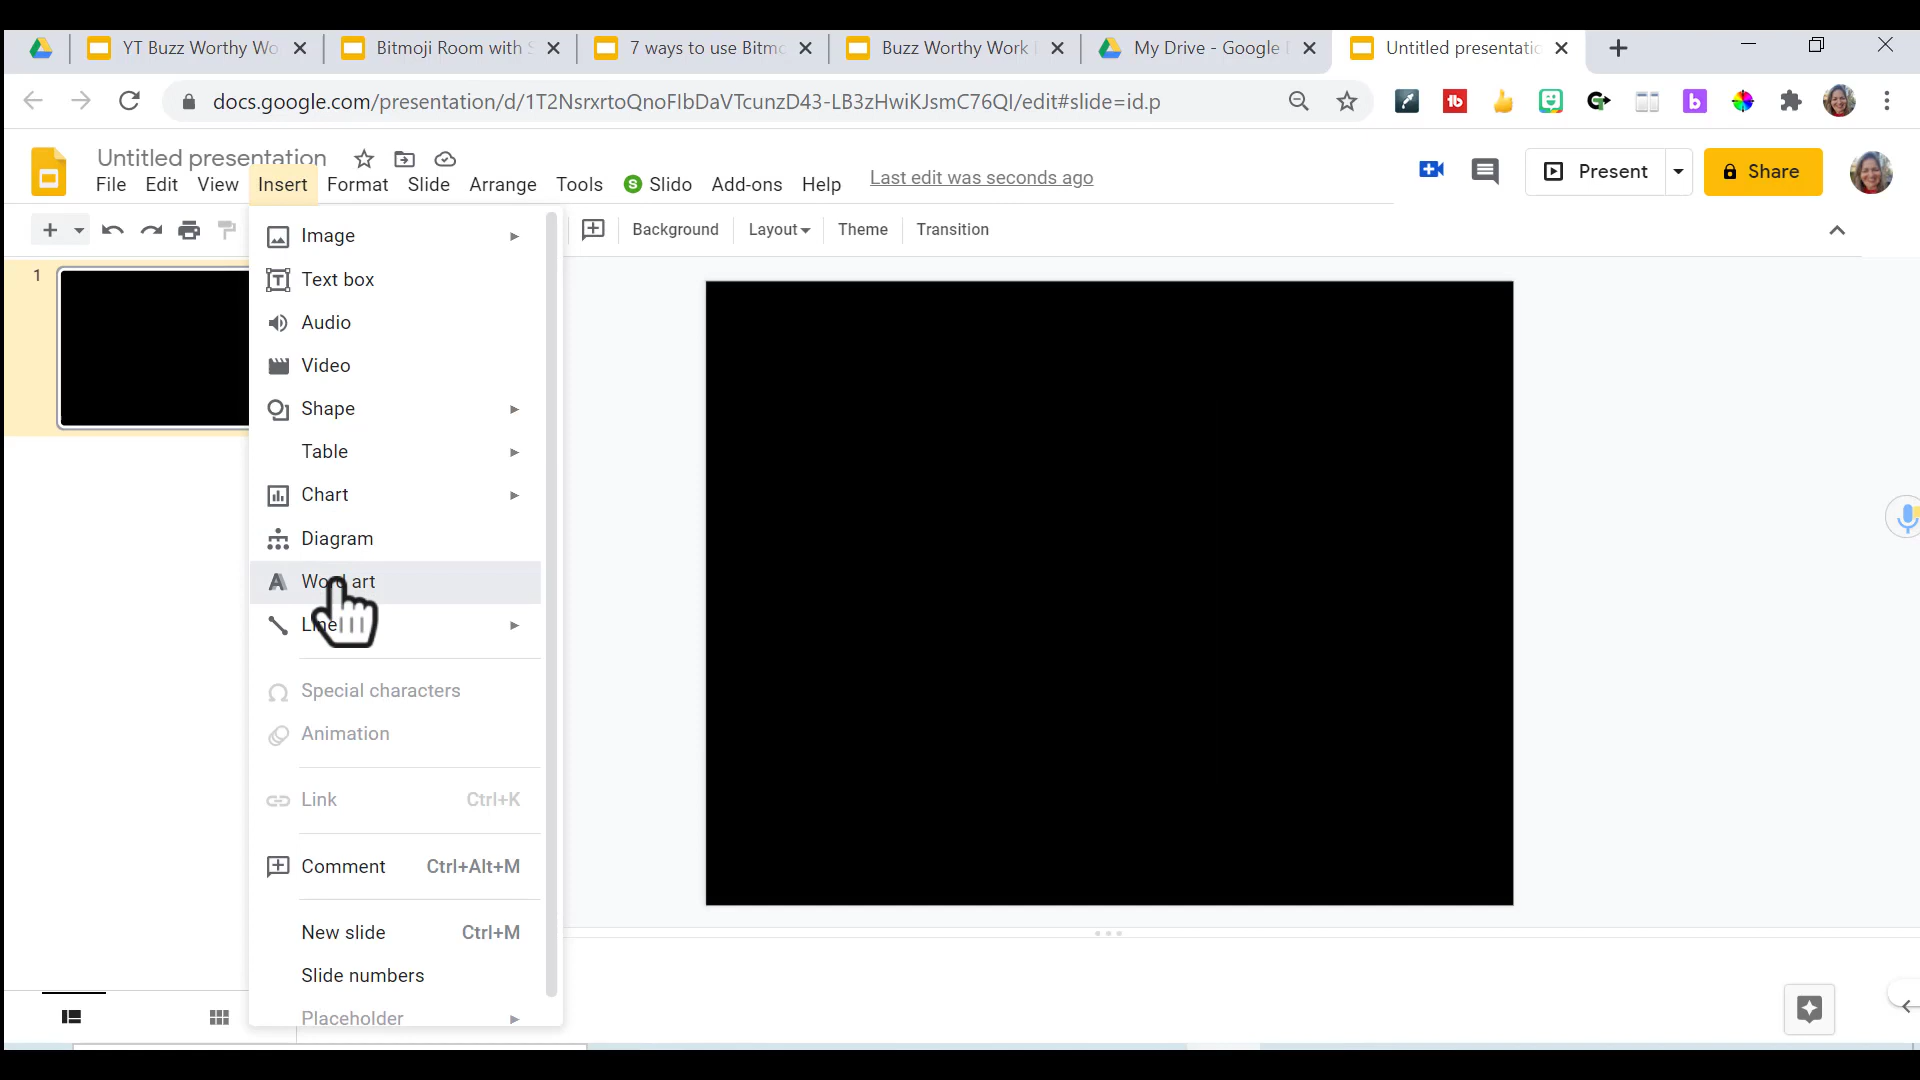 YT Buzz Worthy Wo
Bitmoji Room with S
7 ways to use Bitmo
Buzz Worthy Work
My Drive - Google
Untitled presentatio
docs.google.com/presentation/d/1T2NsrxrtoQnoFIbDaVTcunzD43-LB3zHwiKJsmC76QI/edit#slide=id.p
Untitled presentation
File Edit View Insert Format Slide Arrange Tools Slido Add-ons Help Last edit was seconds ago
Present
Share
Background Layout Theme Transition
1
Image
Text box
Audio
Video
Shape
Table
Chart
Diagram
Word art
Line
Special characters
Animation
Link Ctrl+K
Comment Ctrl+Alt+M
New slide Ctrl+M
Slide numbers
Placeholder